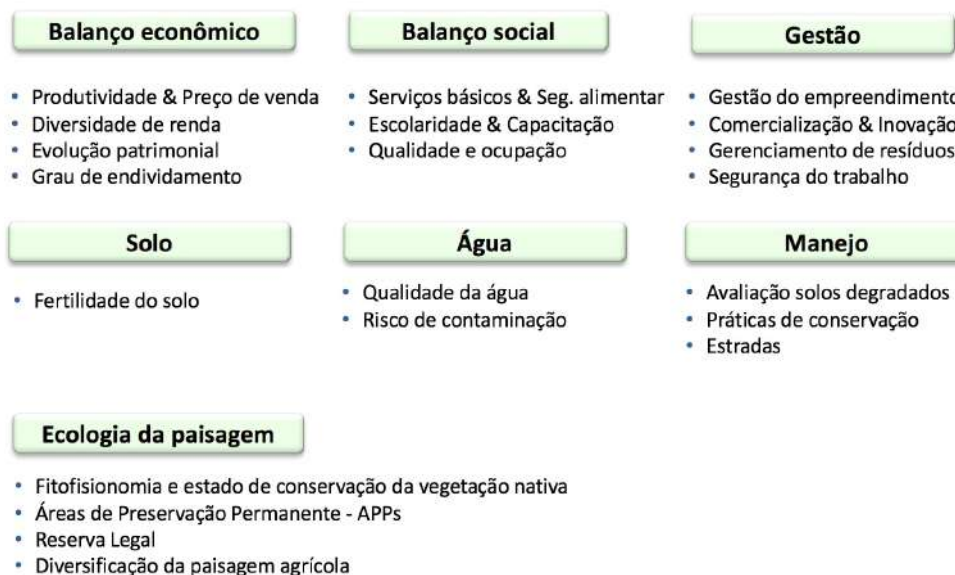 Balanço econômico
• Produtividade & Preço de venda
• Diversidade de renda
• Evolução patrimonial
• Grau de endividamento
Balanço social
• Serviços básicos & Seg. alimentar
• Escolaridade & Capacitação
• Qualidade e ocupação
Gestão
• Gestão do empreendimento
• Comercialização & Inovação
• Gerenciamento de resíduos
• Segurança do trabalho
Solo
• Fertilidade do solo
Água
• Qualidade da água
• Risco de contaminação
Manejo
• Avaliação solos degradados
• Práticas de conservação
• Estradas
Ecologia da paisagem
• Fitofisionomia e estado de conservação da vegetação nativa
• Áreas de Preservação Permanente - APPs
• Reserva Legal
• Diversificação da paisagem agrícola